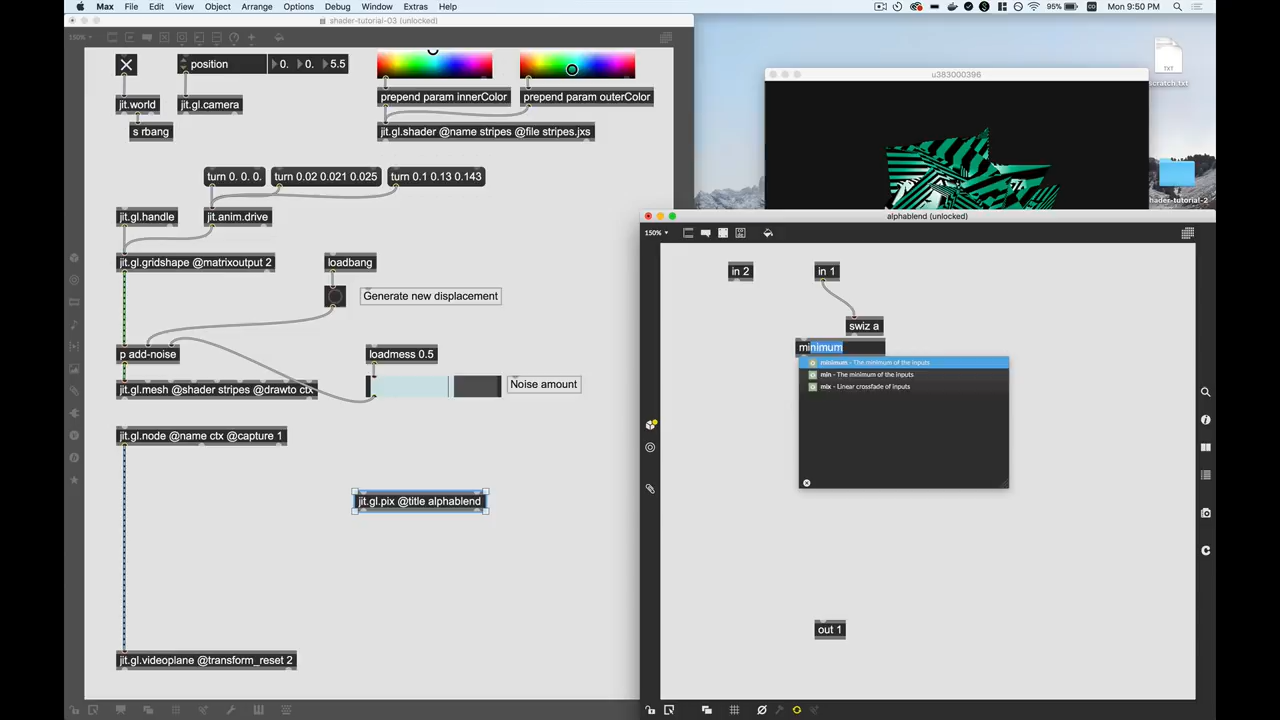 Max File Edit View Object Arrange Options Debug Window Extras Help
95%
Mon 9:50 PM
shader-tutorial-03 (unlocked)
150%
position
0. 0. 5.5
prepend param innerColor
prepend param outerColor
jit.world
jit.gl.camera
s rbang
jit.gl.shader @name stripes @file stripes.jxs
turn 0. 0. 0.
turn 0.02 0.021 0.025
turn 0.1 0.13 0.143
jit.gl.handle
jit.anim.drive
jit.gl.gridshape @matrixoutput 2
loadbang
Generate new displacement
p add-noise
loadmess 0.5
Noise amount
jit.gl.mesh @shader stripes @drawto ctx
jit.gl.node @name ctx @capture 1
jit.gl.pix @title alphablend
jit.gl.videoplane @transform_reset 2
u383000396
TXT
scratch.txt
shader-tutorial-2
alphablend (unlocked)
150%
in 2
in 1
swiz a
minimum
minimum - The minimum of the inputs
min - The minimum of the inputs
mix - Linear crossfade of inputs
out 1